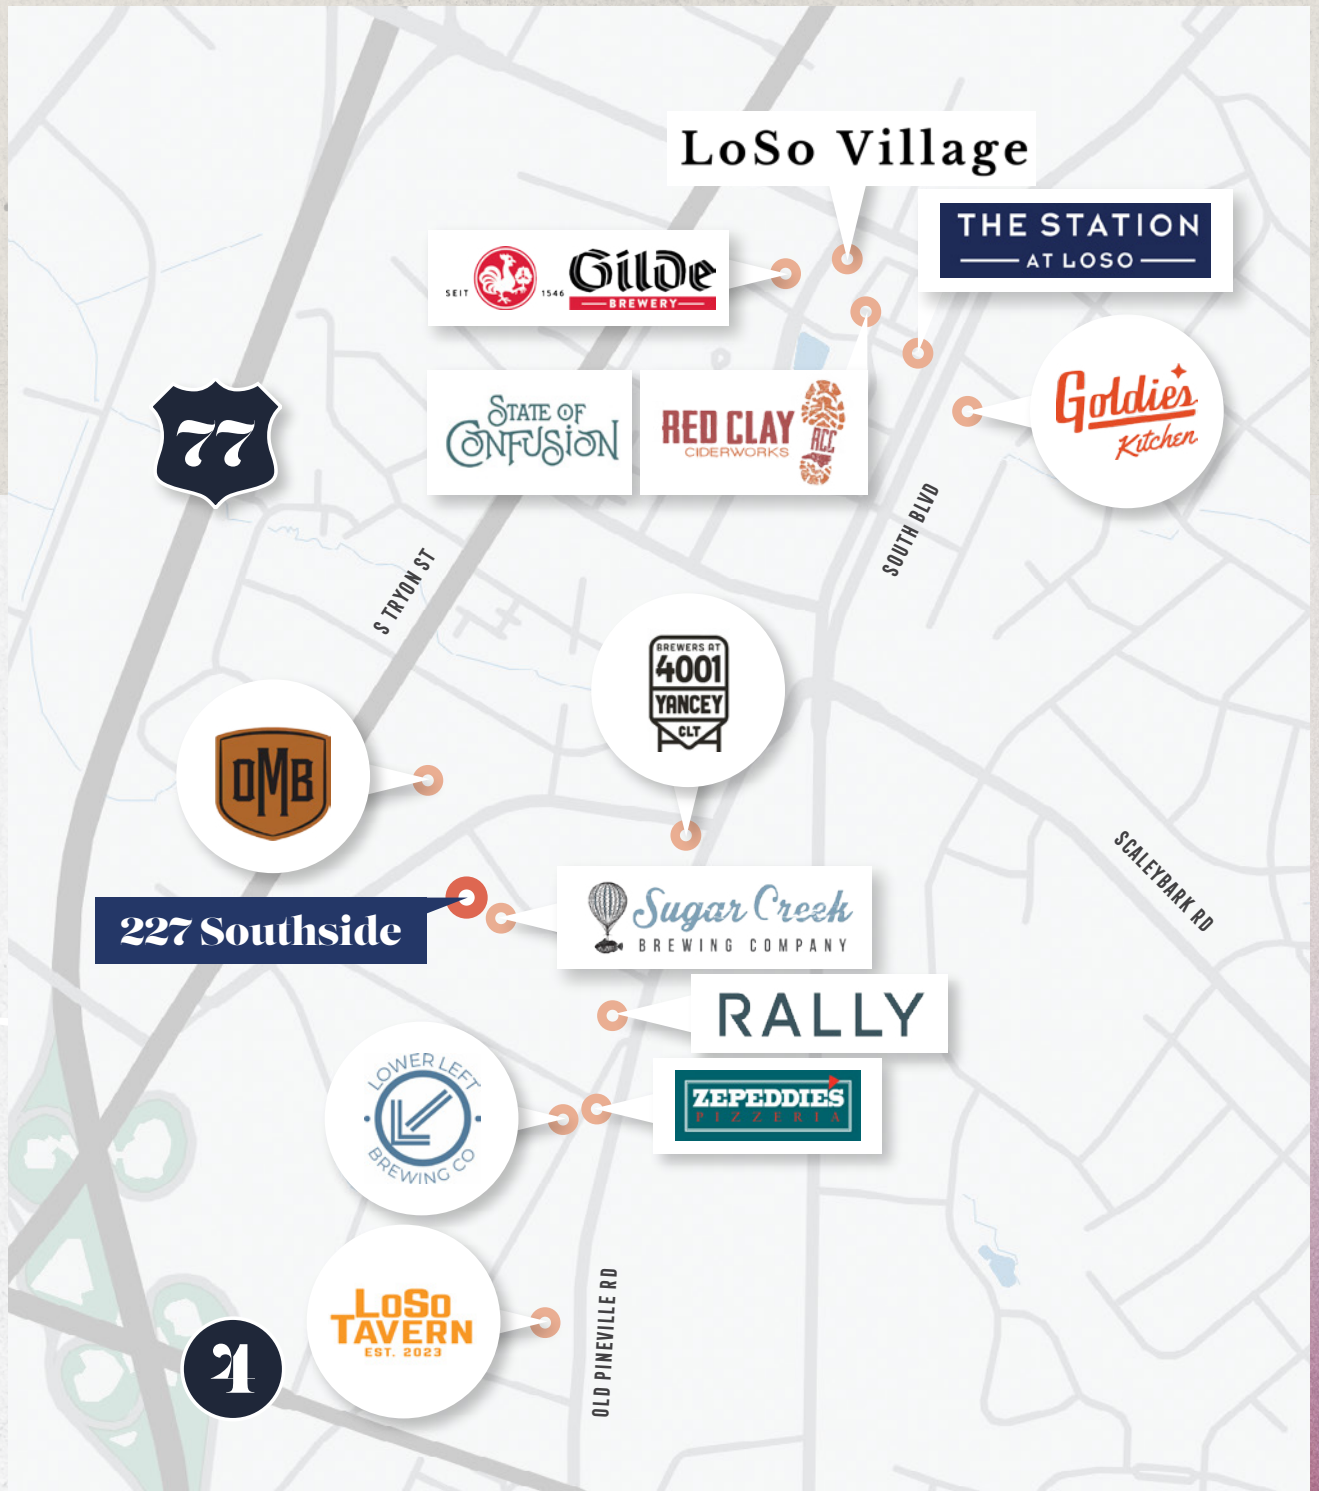 LoSo Village
THE STATION
AT LOSO
SEIT
1546
Gilde
BREWERY
Goldie's
Kitchen
STATE OF
CONFUSION
RED CLAY
CIDERWORKS
RCC
77
SOUTH BLVD
S TRYON ST
BREWERS AT
4001
YANCEY
CLT
OMB
SCALEYBARK RD
227 Southside
Sugar Creek
BREWING COMPANY
RALLY
LOWER LEFT
BREWING CO
ZEPEDDIE'S
PIZZERIA
LOSO
TAVERN
EST. 2023
OLD PINEVILLE RD
4